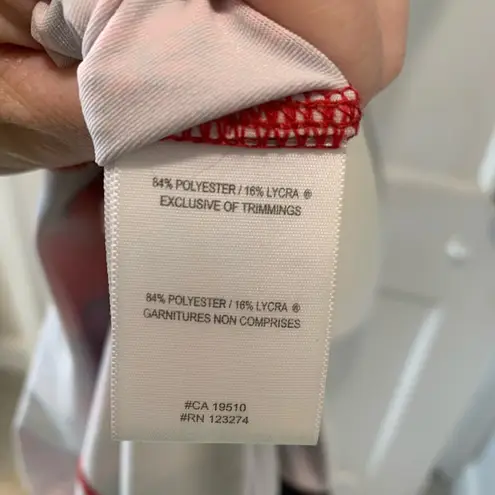 84% POLYESTER / 16% LYCRA ®
EXCLUSIVE OF TRIMMINGS
84% POLYESTER / 16% LYCRA ®
GARNITURES NON COMPRISES
#CA 19510
#RN 123274